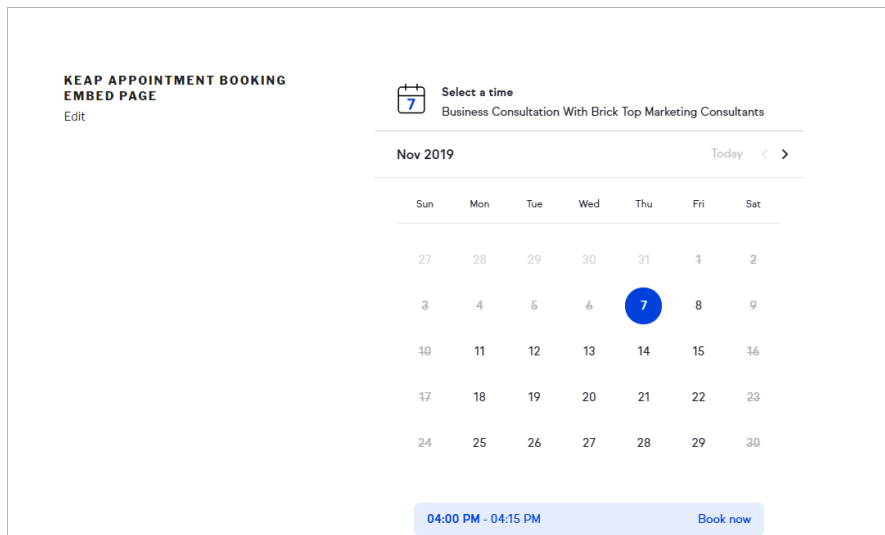 KEAP APPOINTMENT BOOKING
EMBED PAGE
Edit
7
Select a time
Business Consultation With Brick Top Marketing Consultants
Nov 2019
Today < >
Sun Mon Tue Wed Thu Fri Sat
27 28 29 30 31 1 2
3 4 5 6 7 8 9
10 11 12 13 14 15 16
17 18 19 20 21 22 23
24 25 26 27 28 29 30
04:00 PM - 04:15 PM Book now